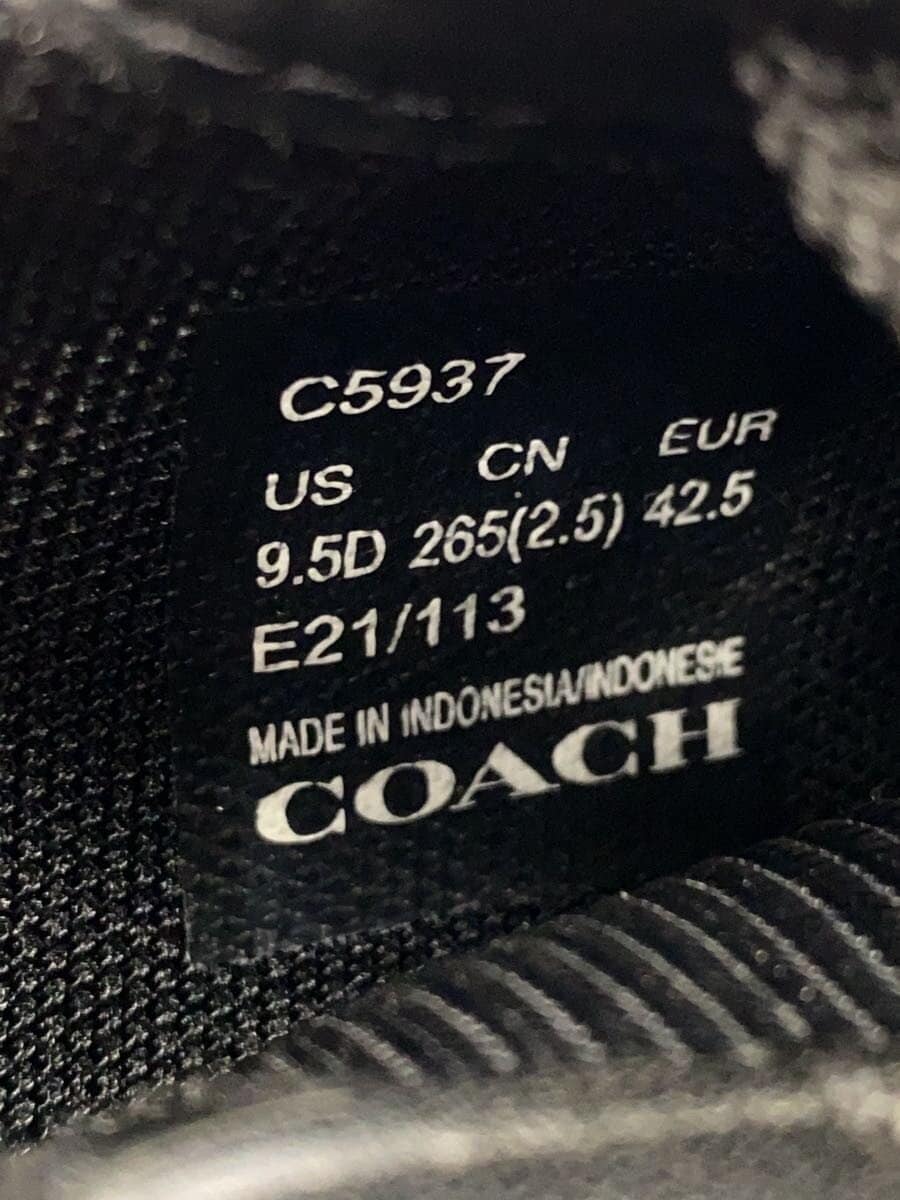 C5937
US CN EUR
9.5D 265(2.5) 42.5
E21/113
MADE IN INDONESIA/INDONESIE
COACH